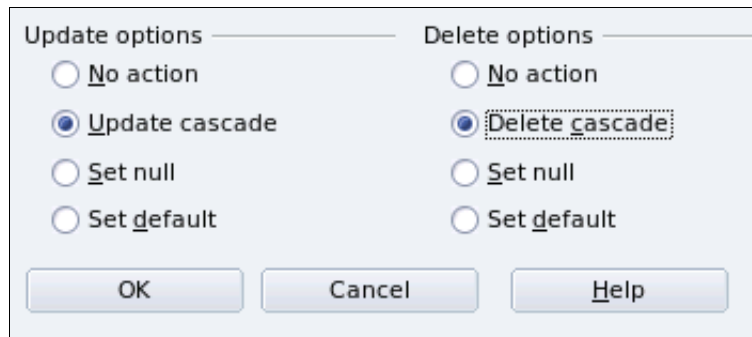 Update options
No action
Update cascade
Set null
Set default
Delete options
No action
Delete cascade
Set null
Set default
OK
Cancel
Help